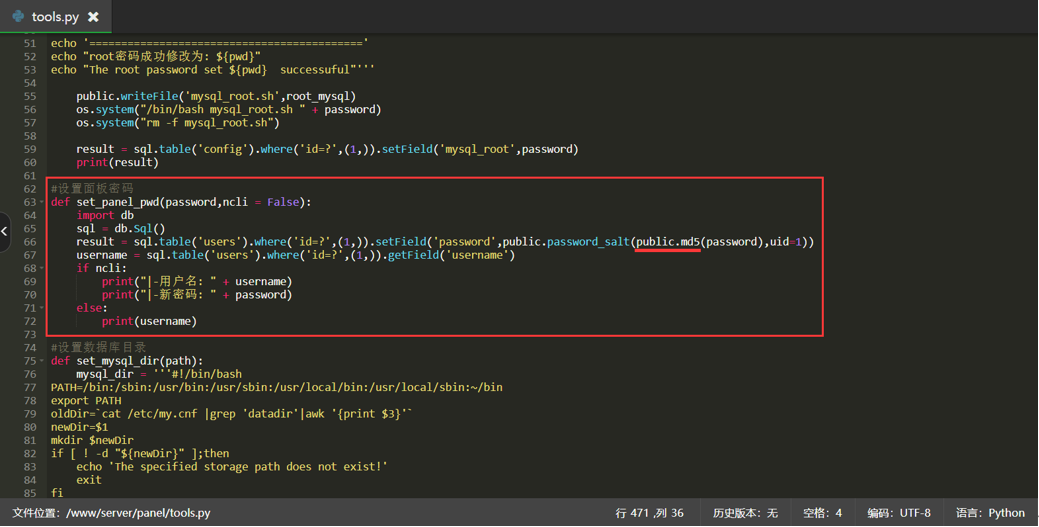 tools.py ✖
51 echo '==========================================='
52 echo "root密码成功修改为: ${pwd}"
53 echo "The root password set ${pwd}  successuful"'''
54
55     public.writeFile('mysql_root.sh',root_mysql)
56     os.system("/bin/bash mysql_root.sh " + password)
57     os.system("rm -f mysql_root.sh")
58
59     result = sql.table('config').where('id=?',(1,)).setField('mysql_root',password)
60     print(result)
61
62 #设置面板密码
63 def set_panel_pwd(password,ncli = False):
64     import db
65     sql = db.Sql()
66     result = sql.table('users').where('id=?',(1,)).setField('password',public.password_salt(public.md5(password),uid=1))
67     username = sql.table('users').where('id=?',(1,)).getField('username')
68     if ncli:
69         print("|-用户名: " + username)
70         print("|-新密码: " + password)
71     else:
72         print(username)
73
74 #设置数据库目录
75 def set_mysql_dir(path):
76     mysql_dir = '''#!/bin/bash
77 PATH=/bin:/sbin:/usr/bin:/usr/sbin:/usr/local/bin:/usr/local/sbin:~/bin
78 export PATH
79 oldDir=`cat /etc/my.cnf |grep 'datadir'|awk '{print $3}'`
80 newDir=$1
81 mkdir $newDir
82 if [ ! -d "${newDir}" ];then
83     echo 'The specified storage path does not exist!'
84     exit
85 fi
文件位置: /www/server/panel/tools.py 行 471 ,列 36 历史版本: 无 空格: 4 编码: UTF-8 语言: Python